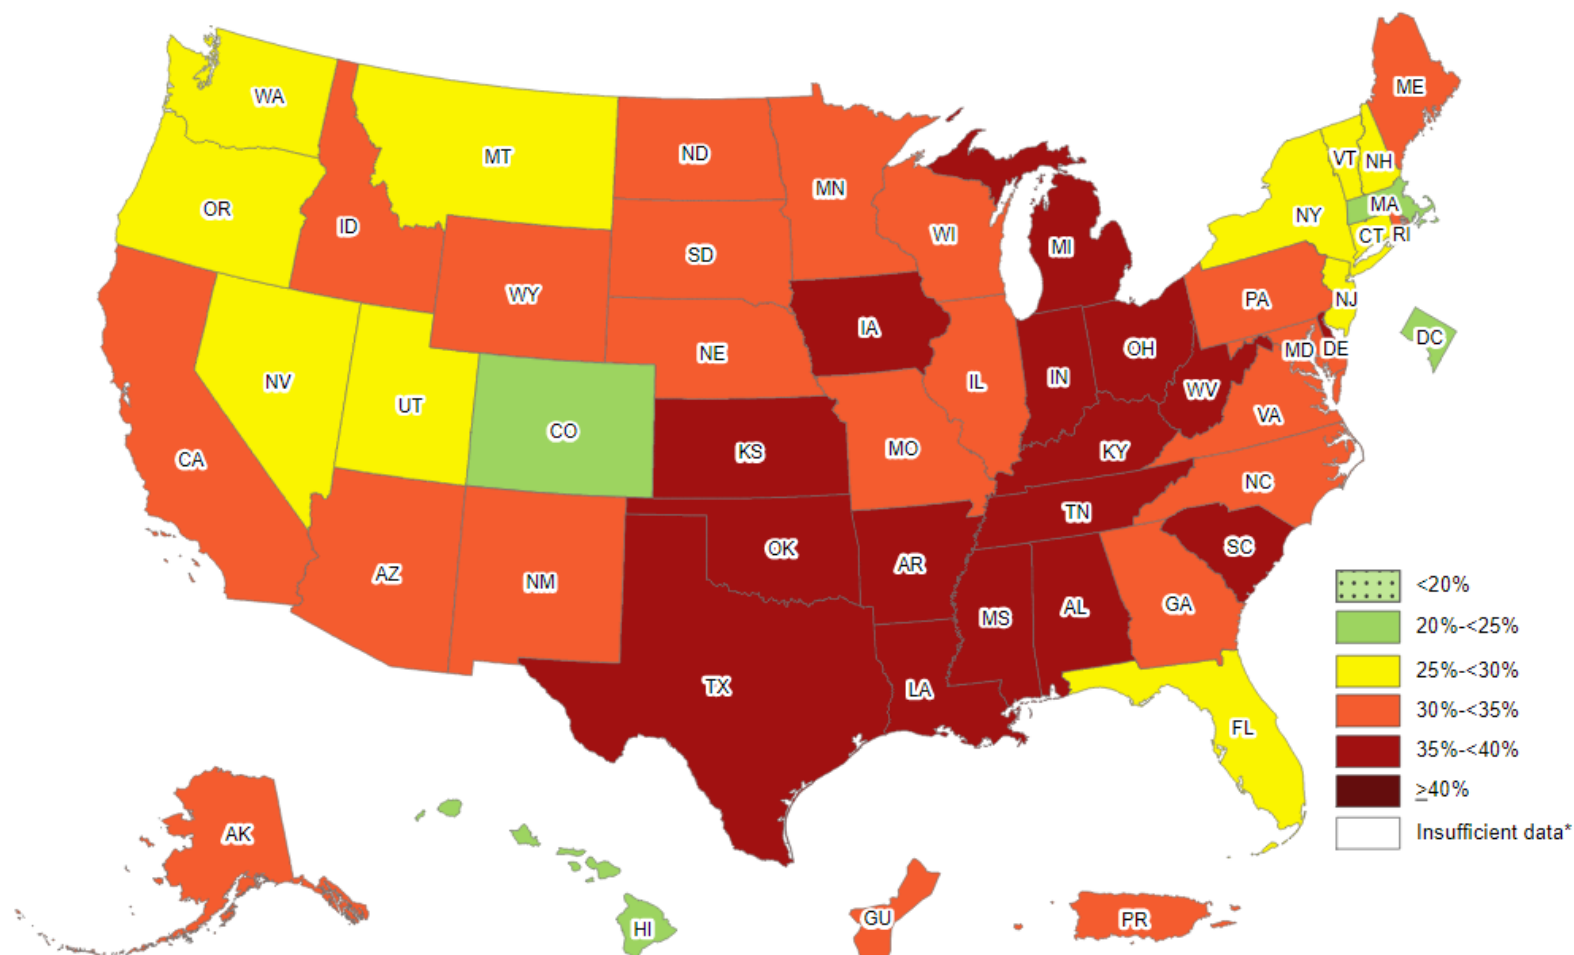 WA
ME
MT
ND
VT
NH
MN
OR
MA
NY
ID
WI
CT
RI
MI
SD
WY
PA
NJ
IA
DC
OH
MD
DE
NE
IN
IL
NV
WV
UT
VA
CO
MO
KS
KY
CA
NC
TN
OK
SC
AR
AZ
NM
GA
MS
AL
TX
LA
FL
<20%
20%-<25%
25%-<30%
30%-<35%
35%-<40%
≥40%
Insufficient data*
AK
HI
GU
PR